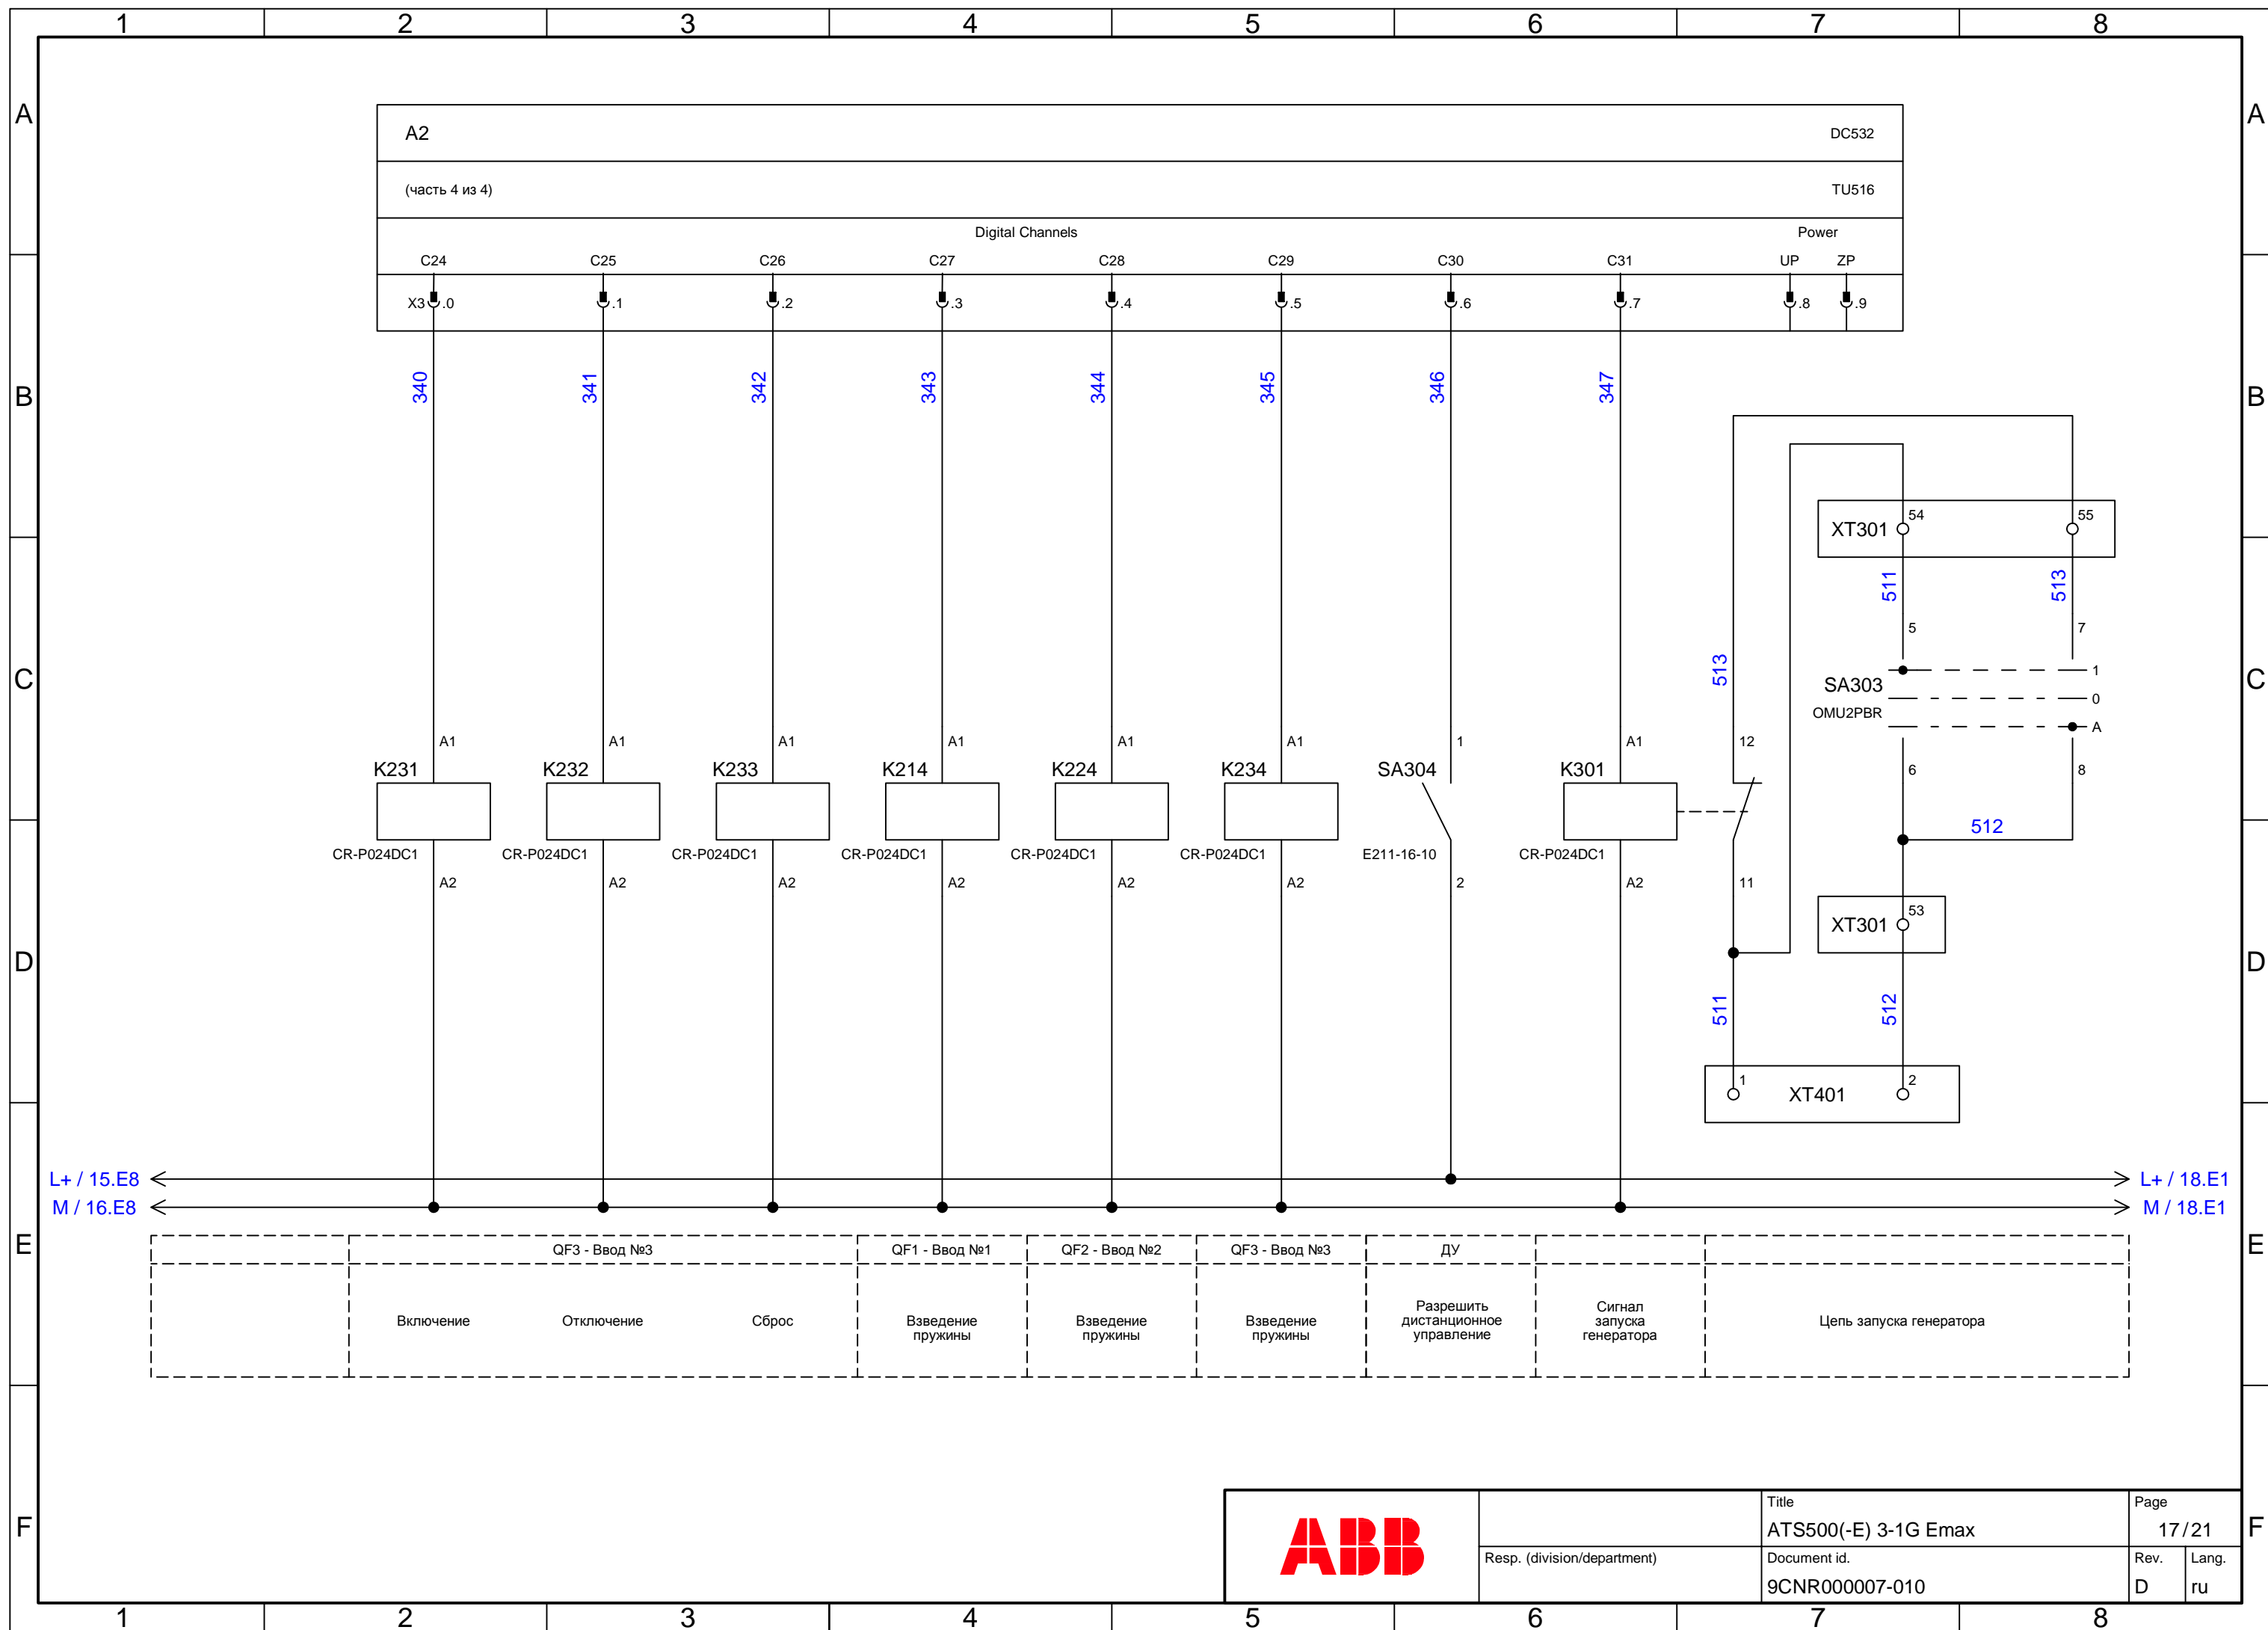 1 2 3 4 5 6 7 8
A A
A2 DC532
(часть 4 из 4) TU516
Digital Channels Power
C24 C25 C26 C27 C28 C29 C30 C31 UP ZP
X3 .0 .1 .2 .3 .4 .5 .6 .7 .8 .9
340 341 342 343 344 345 346 347
B B
XT301 54 55
511 513
5 7
513
C C
1
SA303
0
OMU2PBR
A
A1 A1 A1 A1 A1 A1 1 A1 12
K231 K232 K233 K214 K224 K234 SA304 K301
6 8
512
CR-P024DC1 CR-P024DC1 CR-P024DC1 CR-P024DC1 CR-P024DC1 CR-P024DC1 E211-16-10 CR-P024DC1
A2 A2 A2 A2 A2 A2 2 A2 11
XT301 53
D D
511 512
1 XT401 2
L+ / 15.E8 L+ / 18.E1
M / 16.E8 M / 18.E1
E E
QF3 - Ввод №3 QF1 - Ввод №1 QF2 - Ввод №2 QF3 - Ввод №3 ДУ
Включение Отключение Сброс
Взведение
пружины
Взведение
пружины
Взведение
пружины
Разрешить
дистанционное
управление
Сигнал
запуска
генератора
Цепь запуска генератора
F F
ABB
Title
ATS500(-E) 3-1G Emax
Page
17/21
Resp. (division/department)
Document id.
9CNR000007-010
Rev.
D
Lang.
ru
1 2 3 4 5 6 7 8